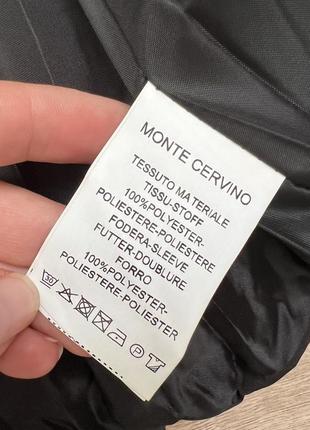 MONTE CERVINO
TESSUTO MATERIALE
TISSU-STOFF
100%POLYESTER-
POLIESTERE-POLIESTERE
FODERA-SLEEVE
FUTTER-DOUBLURE
FORRO
100%POLYESTER-
POLIESTERE-POLIESTER
P